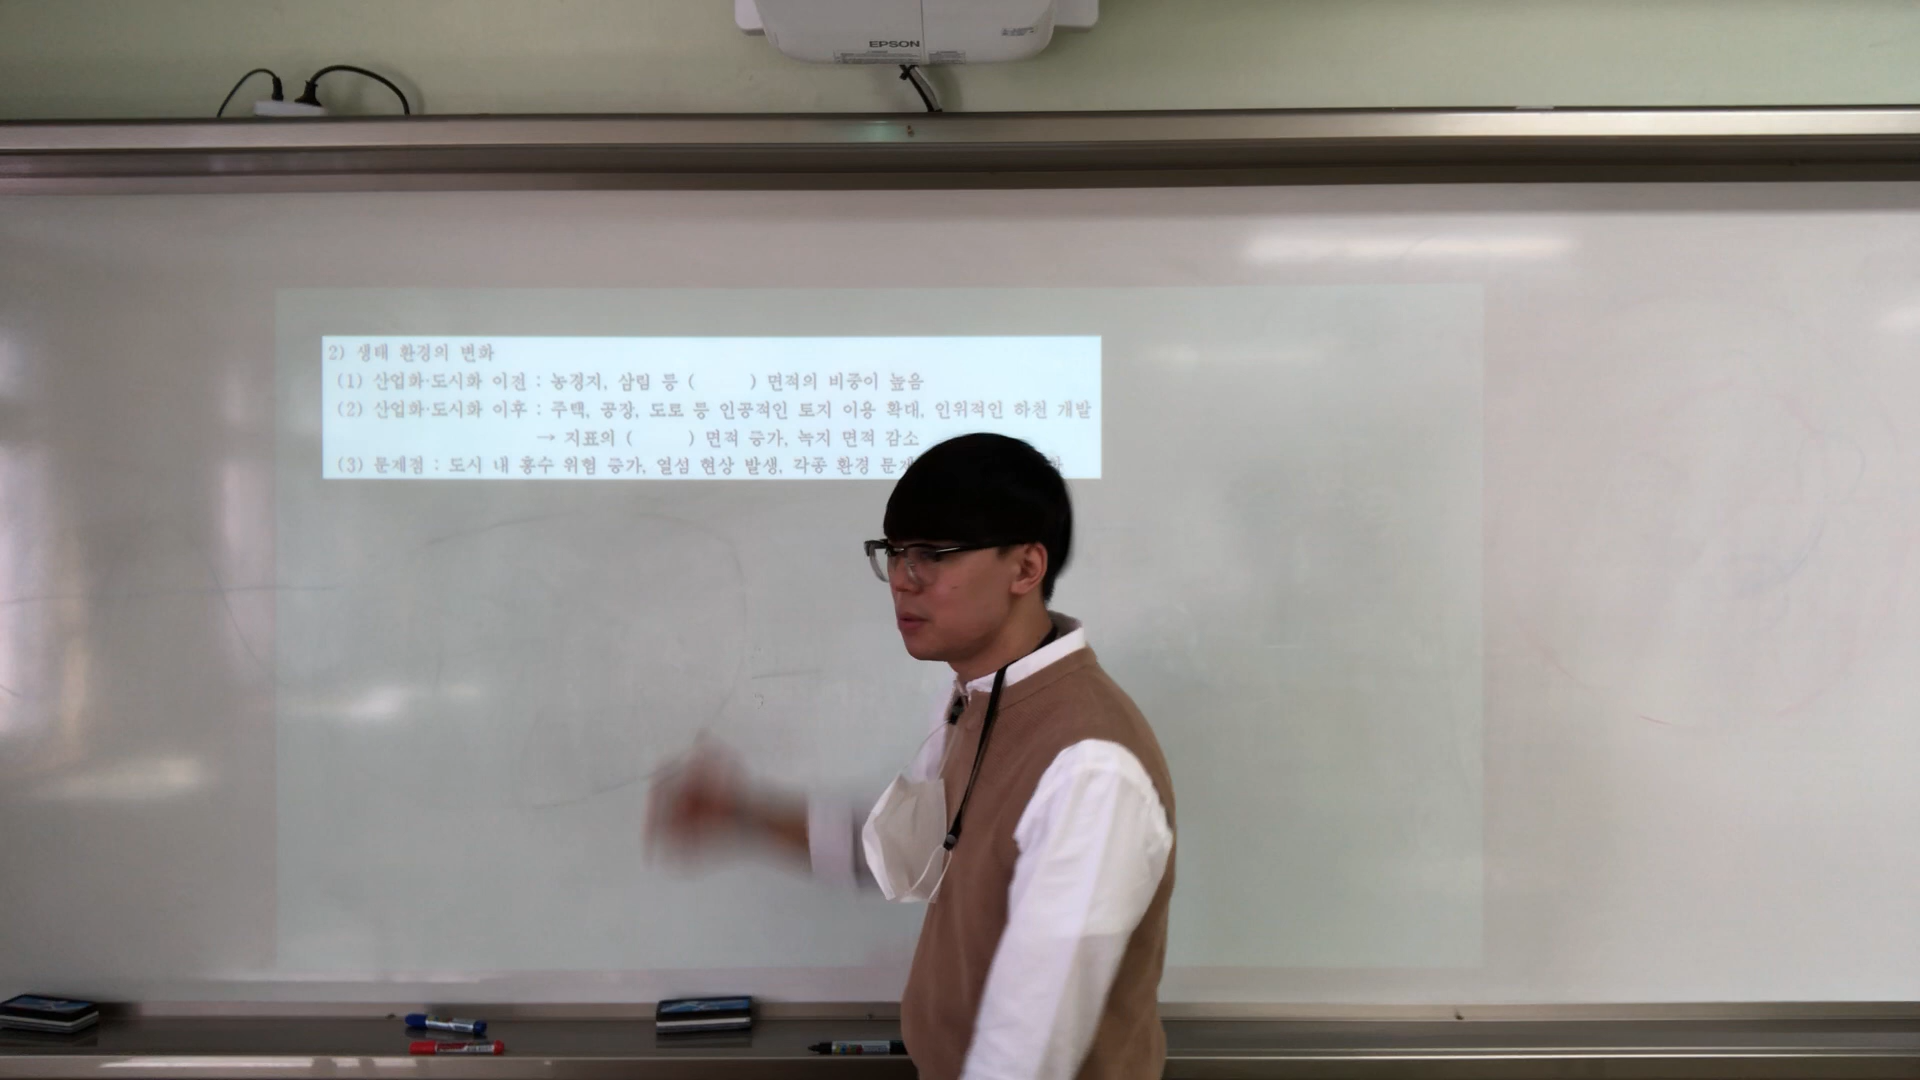 EPSON
2) 생태 환경의 변화
(1) 산업화·도시화 이전 : 농경지, 삼림 등 (        ) 면적의 비중이 높음
(2) 산업화·도시화 이후 : 주택, 공장, 도로 등 인공적인 토지 이용 확대, 인위적인 하천 개발
→ 지표의 (        ) 면적 증가, 녹지 면적 감소
(3) 문제점 : 도시 내 홍수 위험 증가, 열섬 현상 발생, 각종 환경